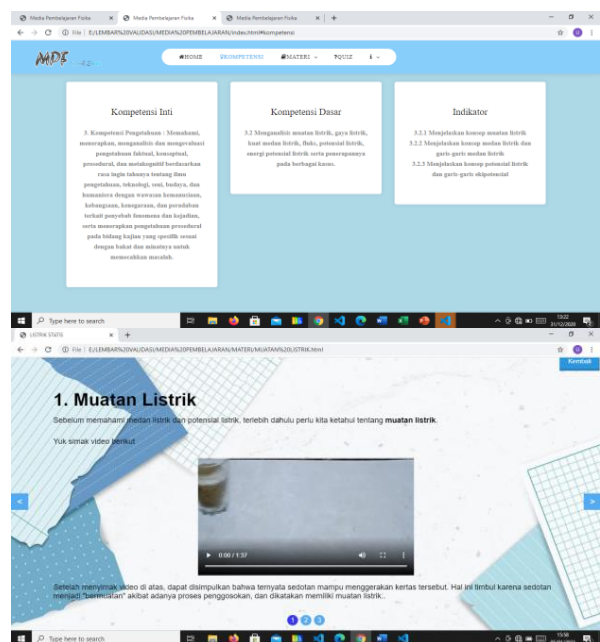 Media Pembelajaran Fisika × Media Pembelajaran Fisika × Media Pembelajaran Fisika × +
File | E:/LEMBAR%20VALIDASI/MEDIA%20PEMBELAJARAN/index.html#kompetensi
MDF
HOME KOMPETENSI MATERI QUIZ
Kompetensi Inti
3. Kompetensi Pengetahuan : Memahami,
menerapkan, menganalisis dan mengevaluasi
pengetahuan faktual, konseptual,
prosedural, dan metakognitif berdasarkan
rasa ingin tahunya tentang ilmu
pengetahuan, teknologi, seni, budaya, dan
humaniora dengan wawasan kemanusiaan,
kebangsaan, kenegaraan, dan peradaban
terkait penyebab fenomena dan kejadian,
serta menerapkan pengetahuan prosedural
pada bidang kajian yang spesifik sesuai
dengan bakat dan minatnya untuk
memecahkan masalah.
Kompetensi Dasar
3.2 Menganalisis muatan listrik, gaya listrik,
kuat medan listrik, fluks, potensial listrik,
energi potensial listrik serta penerapannya
pada berbagai kasus.
Indikator
3.2.1 Menjelaskan konsep muatan listrik
3.2.2 Menjelaskan konsep medan listrik dan
garis-garis medan listrik
3.2.3 Menjelaskan konsep potensial listrik
dan garis-garis ekipotensial
Type here to search
13:22
31/12/2020
LISTRIK STATIS × +
File | E:/LEMBAR%20VALIDASI/MEDIA%20PEMBELAJARAN/MATERI/MUATAN%20LISTRIK.html
Kembali
1. Muatan Listrik
Sebelum memahami medan listrik dan potensial listrik, terlebih dahulu perlu kita ketahui tentang muatan listrik.
Yuk simak video berikut
0:00 / 1:37
< >
Setelah menyimak video di atas, dapat disimpulkan bahwa ternyata sedotan mampu menggerakan kertas tersebut. Hal ini timbul karena sedotan
menjadi "bermuatan" akibat adanya proses penggosokan, dan dikatakan memiliki muatan listrik..
1 2 3
Type here to search
15:58